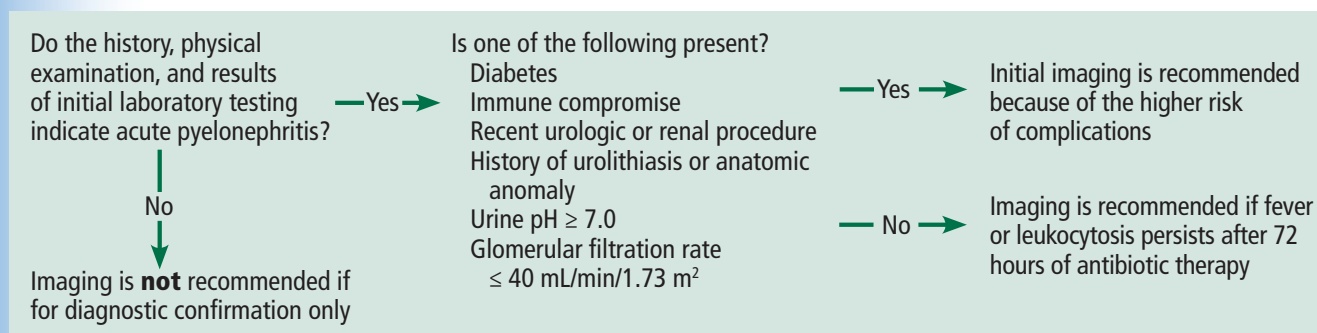 Do the history, physical
examination, and results
of initial laboratory testing
indicate acute pyelonephritis?
Yes
Is one of the following present?
Diabetes
Immune compromise
Recent urologic or renal procedure
History of urolithiasis or anatomic
anomaly
Urine pH ≥ 7.0
Glomerular filtration rate
≤ 40 mL/min/1.73 m²
Yes
Initial imaging is recommended
because of the higher risk
of complications
No
Imaging is recommended if fever
or leukocytosis persists after 72
hours of antibiotic therapy
No
Imaging is not recommended if
for diagnostic confirmation only